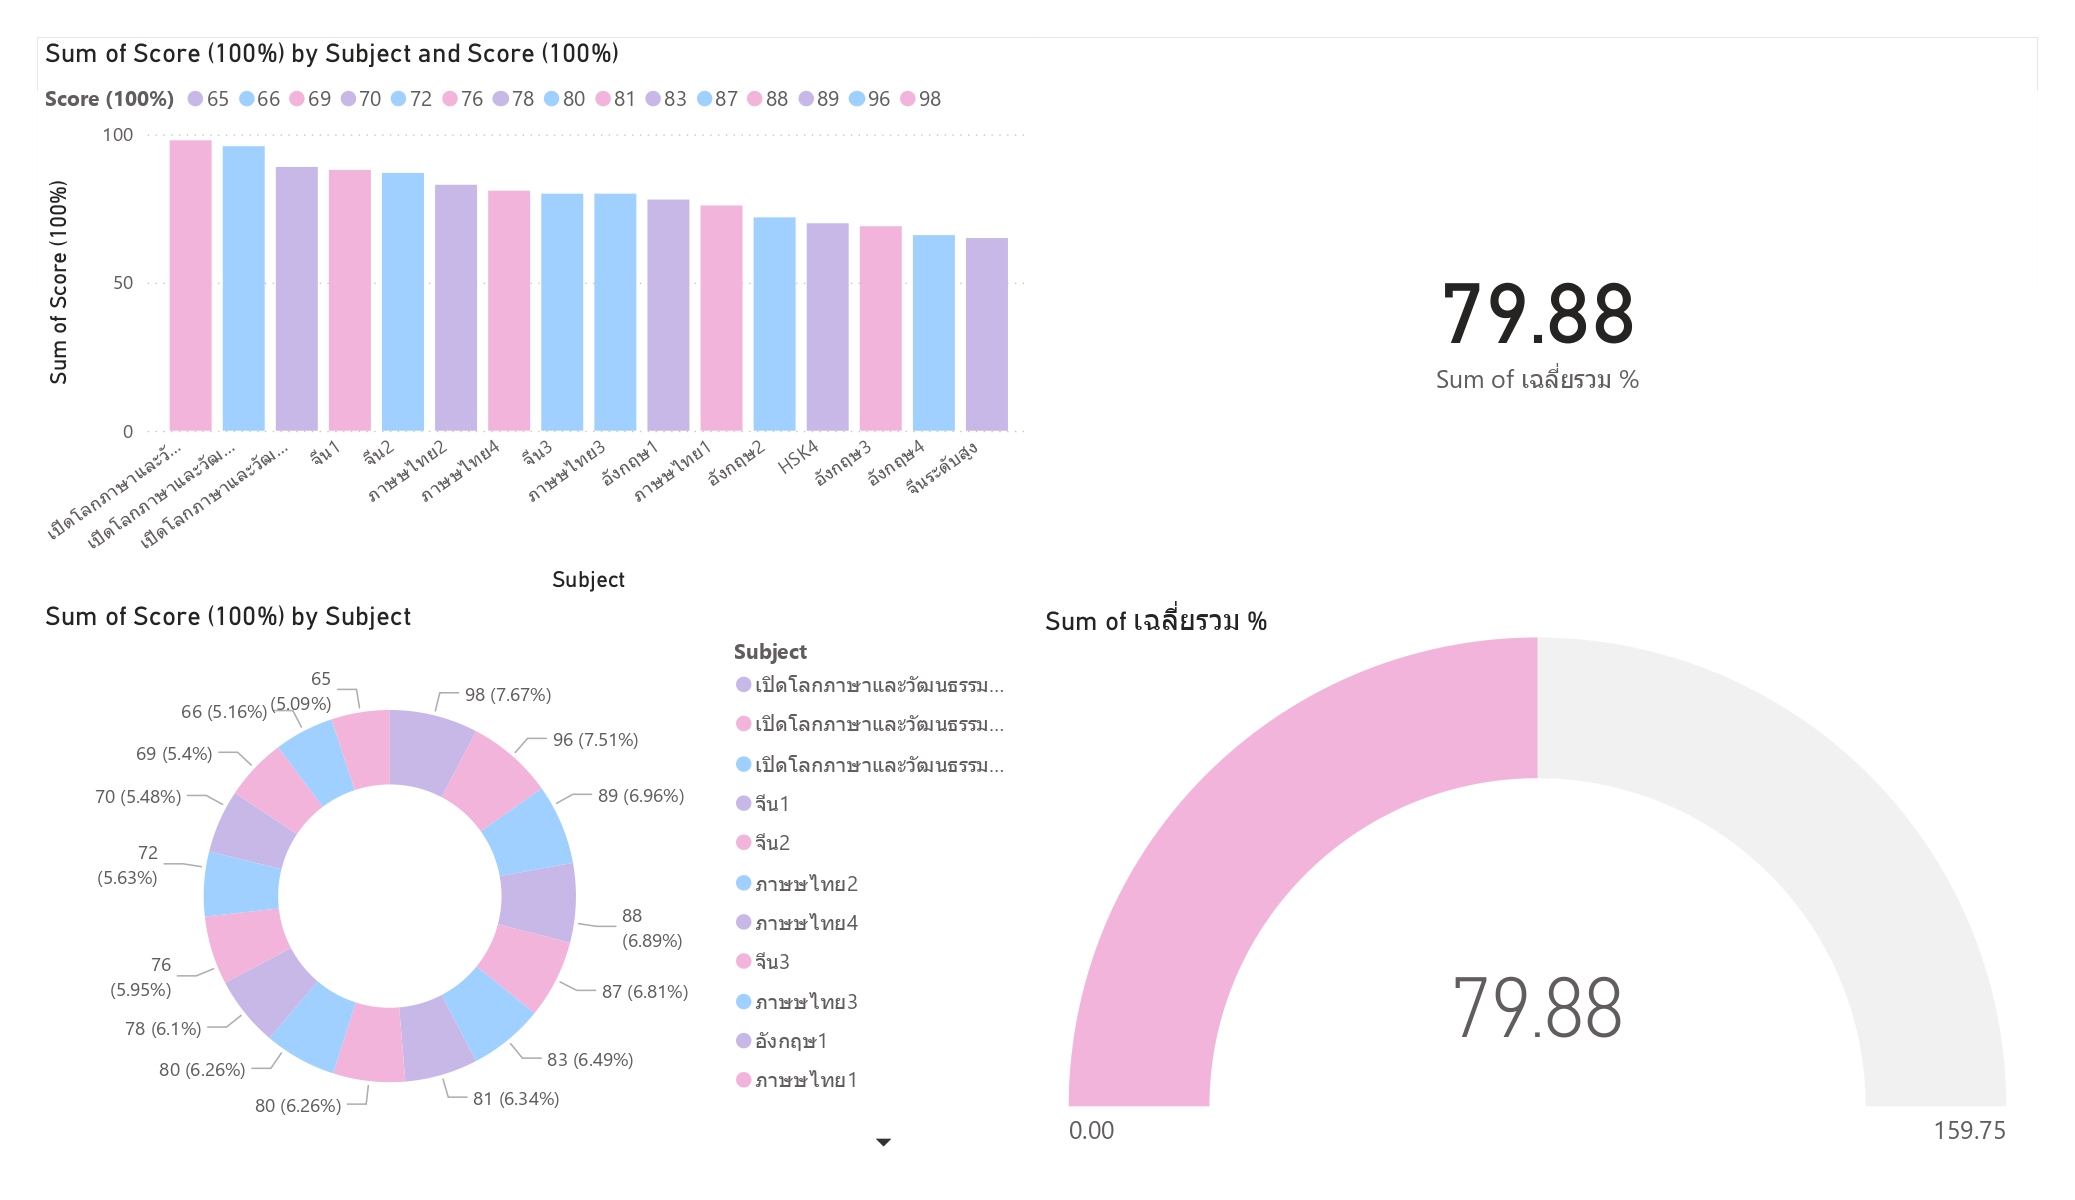 Sum of Score (100%) by Subject and Score (100%)
Score (100%) 65 66 69 70 72 76 78 80 81 83 87 88 89 96 98
Sum of Score (100%)
100
50
0
เปิดโลกภาษาและวั...
เปิดโลกภาษาและวัฒ...
เปิดโลกภาษาและวัฒ...
จีน1
จีน2
ภาษษไทย2
ภาษษไทย4
จีน3
ภาษษไทย3
อังกฤษ1
ภาษษไทย1
อังกฤษ2
HSK4
อังกฤษ3
อังกฤษ4
จีนระดับสูง
Subject
79.88
Sum of เฉลี่ยรวม %
Sum of Score (100%) by Subject
98 (7.67%)
96 (7.51%)
89 (6.96%)
88
(6.89%)
87 (6.81%)
83 (6.49%)
81 (6.34%)
80 (6.26%)
80 (6.26%)
78 (6.1%)
76
(5.95%)
72
(5.63%)
70 (5.48%)
69 (5.4%)
66 (5.16%)
65
(5.09%)
Subject
เปิดโลกภาษาและวัฒนธรรม...
เปิดโลกภาษาและวัฒนธรรม...
เปิดโลกภาษาและวัฒนธรรม...
จีน1
จีน2
ภาษษไทย2
ภาษษไทย4
จีน3
ภาษษไทย3
อังกฤษ1
ภาษษไทย1
Sum of เฉลี่ยรวม %
79.88
0.00
159.75